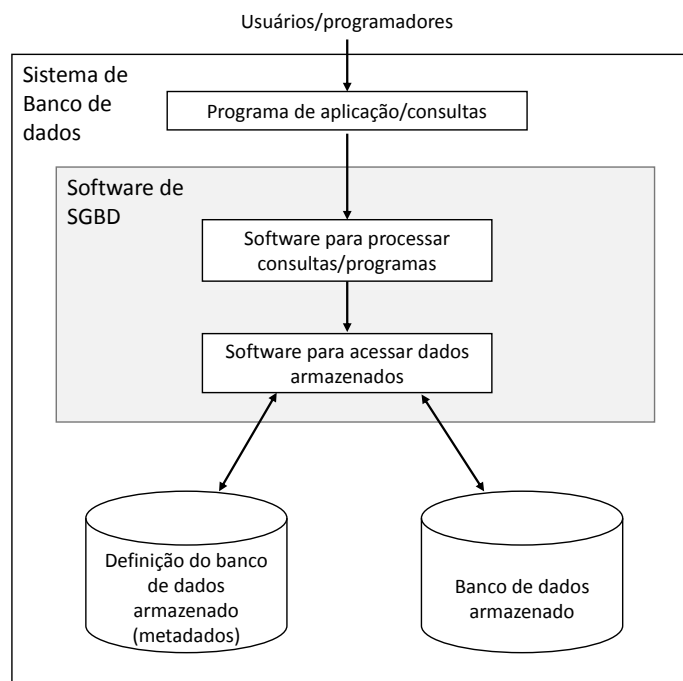 Usuários/programadores
Sistema de
Banco de
dados
Programa de aplicação/consultas
Software de
SGBD
Software para processar
consultas/programas
Software para acessar dados
armazenados
Definição do banco
de dados
armazenado
(metadados)
Banco de dados
armazenado